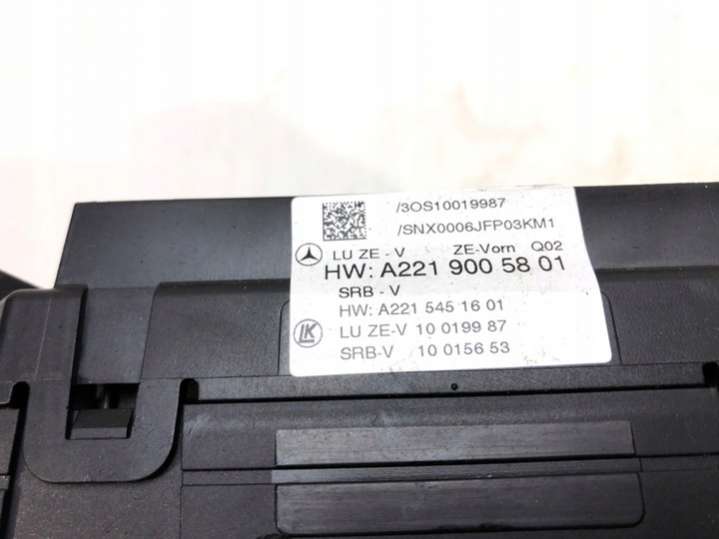 /3OS10019987
/SNX0006JFP03KM1
LU ZE - V ZE-Vorn Q02
HW: A221 900 58 01
SRB - V
HW: A221 545 16 01
LK LU ZE-V 10 0199 87
SRB-V 10 0156 53